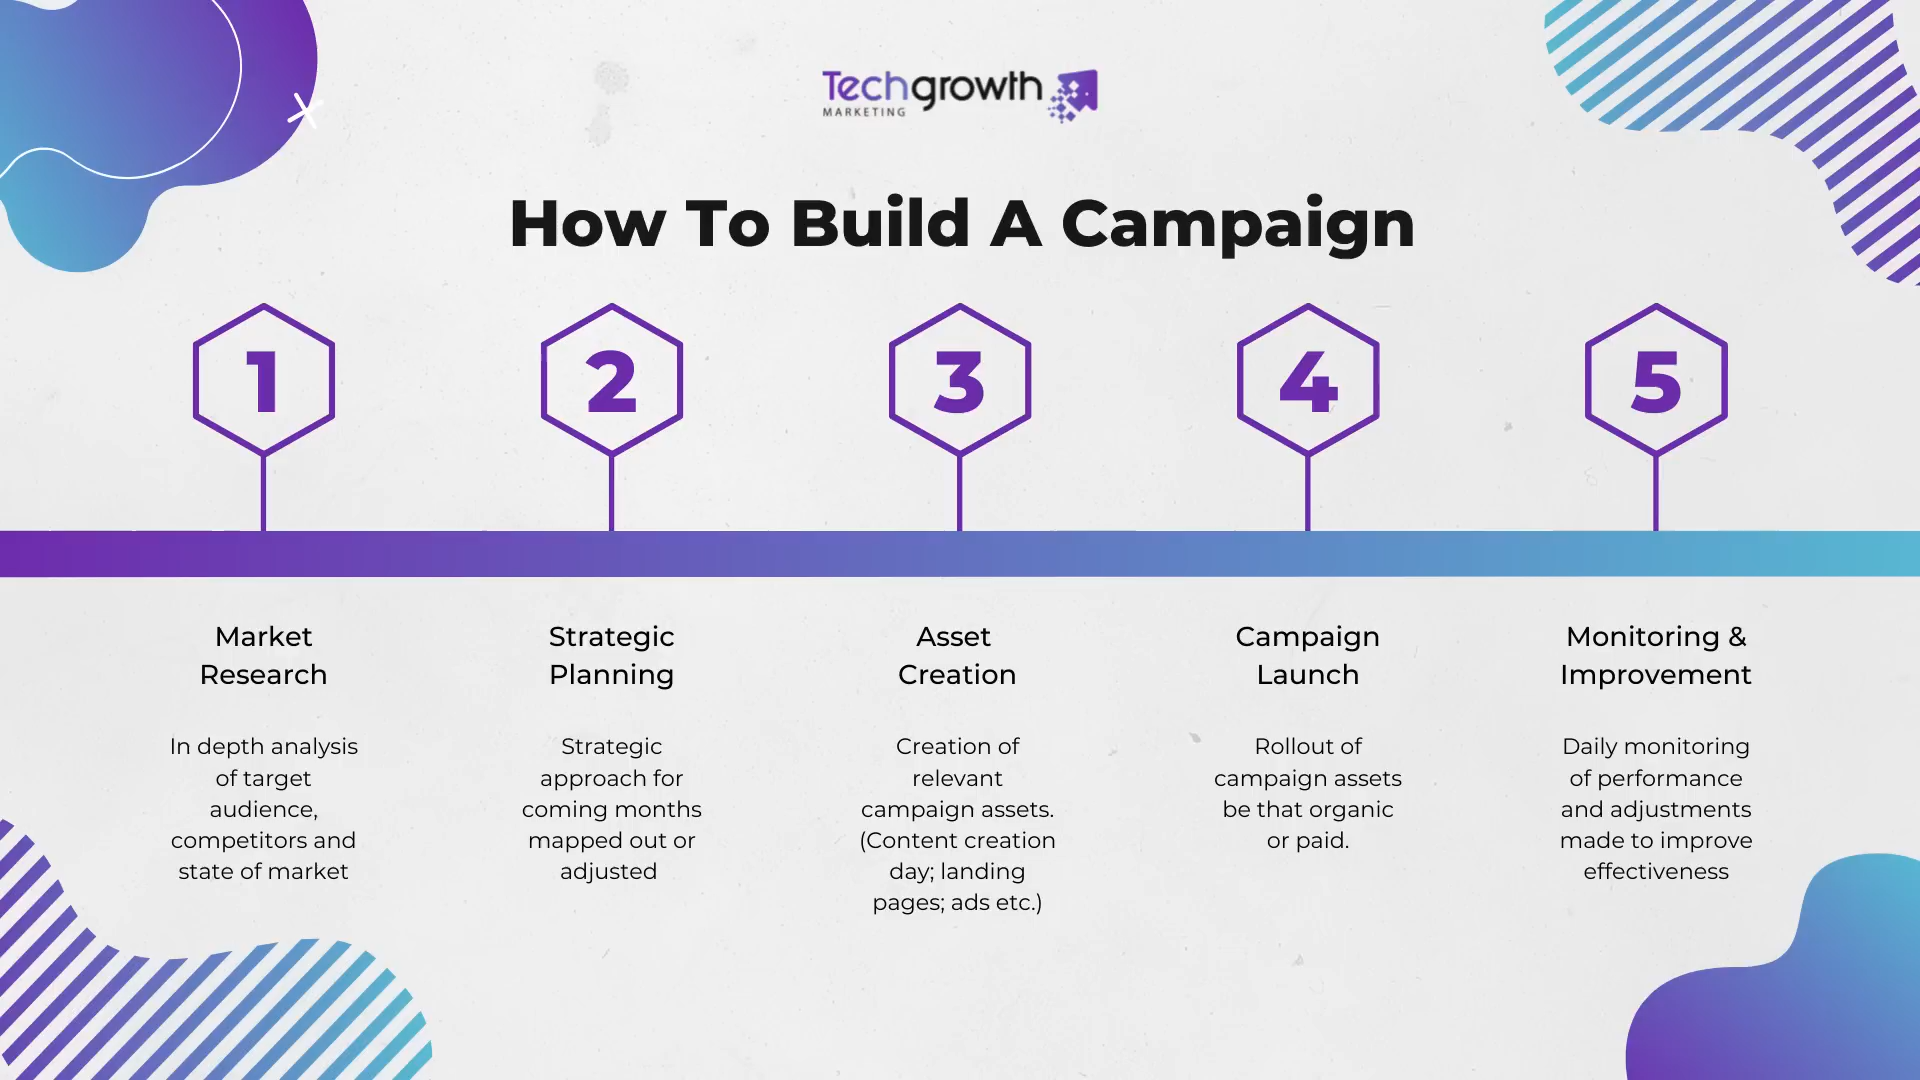 Techgrowth
MARKETING
How To Build A Campaign
1
2
3
4
5
Market
Research
In depth analysis
of target
audience,
competitors and
state of market
Strategic
Planning
Strategic
approach for
coming months
mapped out or
adjusted
Asset
Creation
Creation of
relevant
campaign assets.
(Content creation
day; landing
pages; ads etc.)
Campaign
Launch
Rollout of
campaign assets
be that organic
or paid.
Monitoring &
Improvement
Daily monitoring
of performance
and adjustments
made to improve
effectiveness